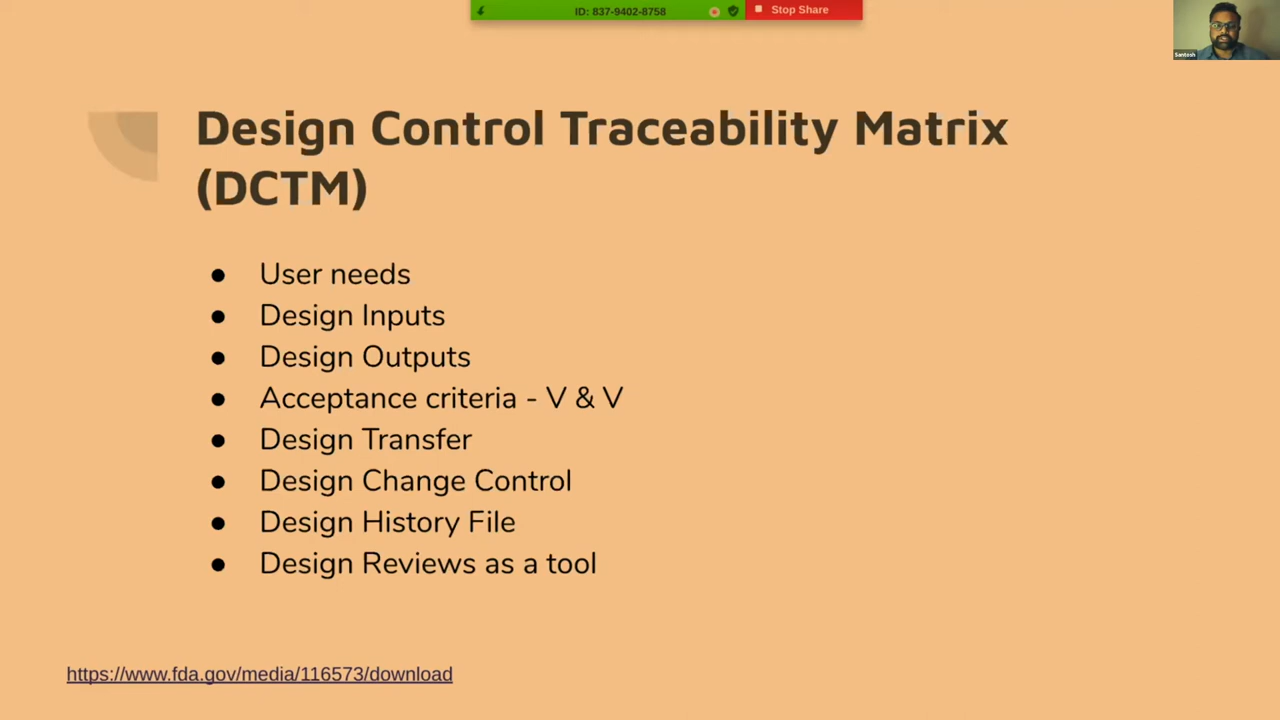 ID: 837-9402-8758
Stop Share
Santosh
Design Control Traceability Matrix
(DCTM)
● User needs
● Design Inputs
● Design Outputs
● Acceptance criteria - V & V
● Design Transfer
● Design Change Control
● Design History File
● Design Reviews as a tool
https://www.fda.gov/media/116573/download